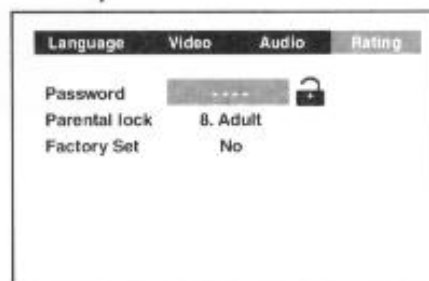 Language Video Audio Rating
Password - - - -
Parental lock 8. Adult
Factory Set No